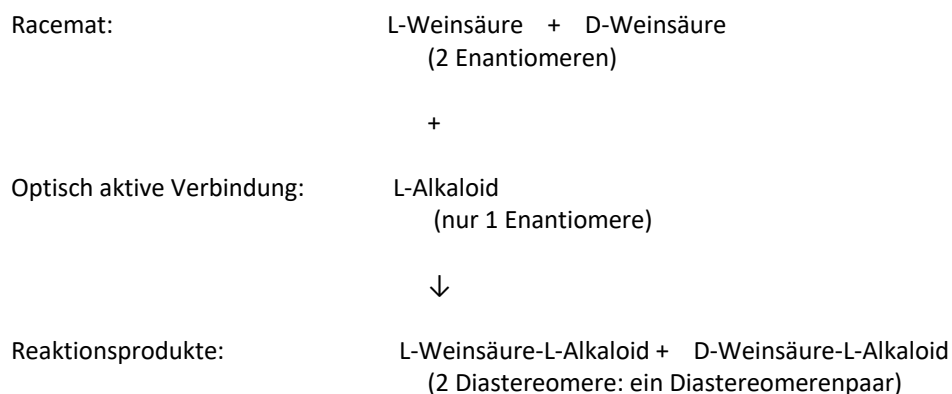 Racemat: L-Weinsäure + D-Weinsäure
(2 Enantiomeren)
+
Optisch aktive Verbindung: L-Alkaloid
(nur 1 Enantiomere)
↓
Reaktionsprodukte: L-Weinsäure-L-Alkaloid + D-Weinsäure-L-Alkaloid
(2 Diastereomere: ein Diastereomerenpaar)